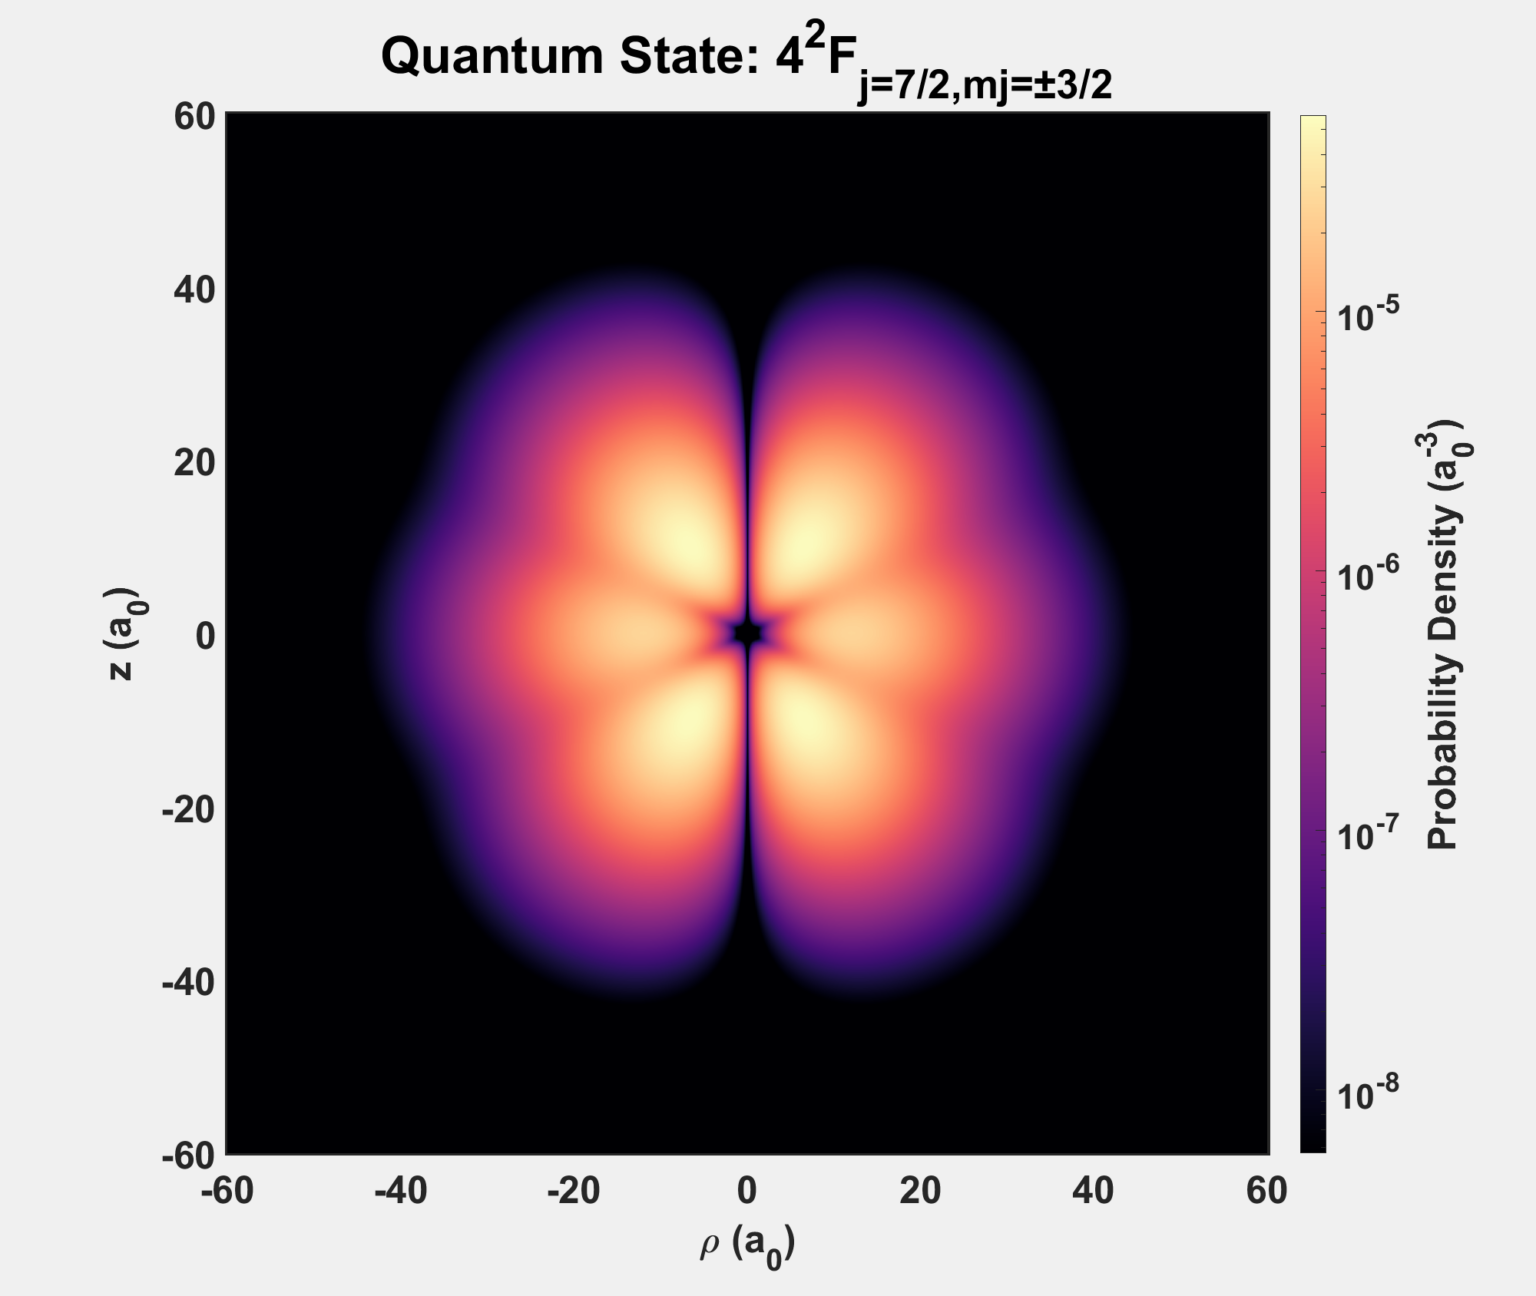 Quantum State: 4²F_j=7/2,mj=±3/2
60
40
20
0
-20
-40
-60
z (a₀)
-60 -40 -20 0 20 40 60
ρ (a₀)
10⁻⁵
10⁻⁶
10⁻⁷
10⁻⁸
Probability Density (a₀⁻³)